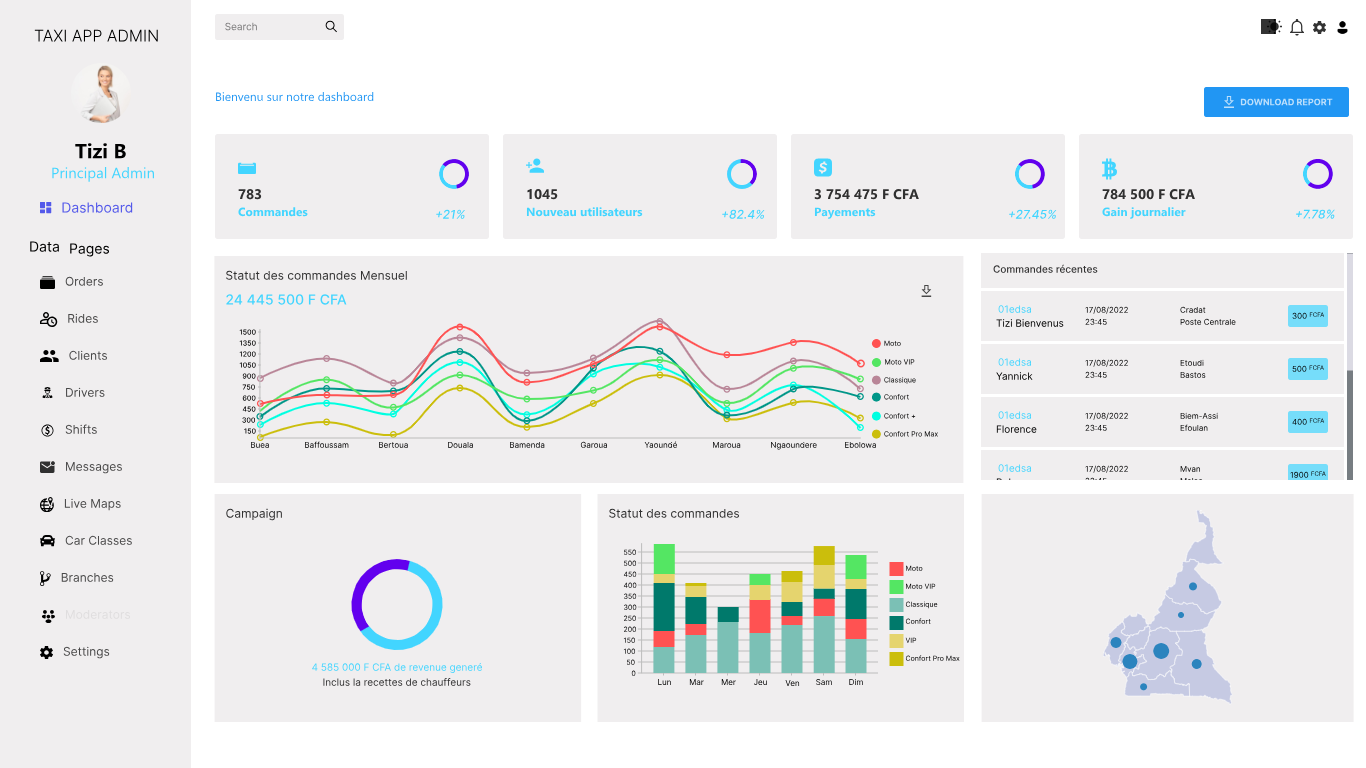 TAXI APP ADMIN
Tizi B
Principal Admin
Dashboard
Data Pages
Orders
Rides
Clients
Drivers
Shifts
Messages
Live Maps
Car Classes
Branches
Moderators
Settings
Search
Bienvenu sur notre dashboard
DOWNLOAD REPORT
783
Commandes
+21%
1045
Nouveau utilisateurs
+82.4%
3 754 475 F CFA
Payements
+27.45%
784 500 F CFA
Gain journalier
+7.78%
Statut des commandes Mensuel
24 445 500 F CFA
1500
1350
1200
1050
900
750
600
450
300
150
Buea Baffoussam Bertoua Douala Bamenda Garoua Yaoundé Maroua Ngaoundere Ebolowa
Moto
Moto VIP
Classique
Confort
Confort +
Confort Pro Max
Commandes récentes
01edsa
Tizi Bienvenus
17/08/2022
23:45
Cradat
Poste Centrale
300 FCFA
01edsa
Yannick
17/08/2022
23:45
Etoudi
Bastos
500 FCFA
01edsa
Florence
17/08/2022
23:45
Biem-Assi
Efoulan
400 FCFA
01edsa
17/08/2022
23:45
Mvan
1900 FCFA
Campaign
4 585 000 F CFA de revenue generé
Inclus la recettes de chauffeurs
Statut des commandes
550
500
450
400
350
300
250
200
150
100
50
0
Lun Mar Mer Jeu Ven Sam Dim
Moto
Moto VIP
Classique
Confort
VIP
Confort Pro Max